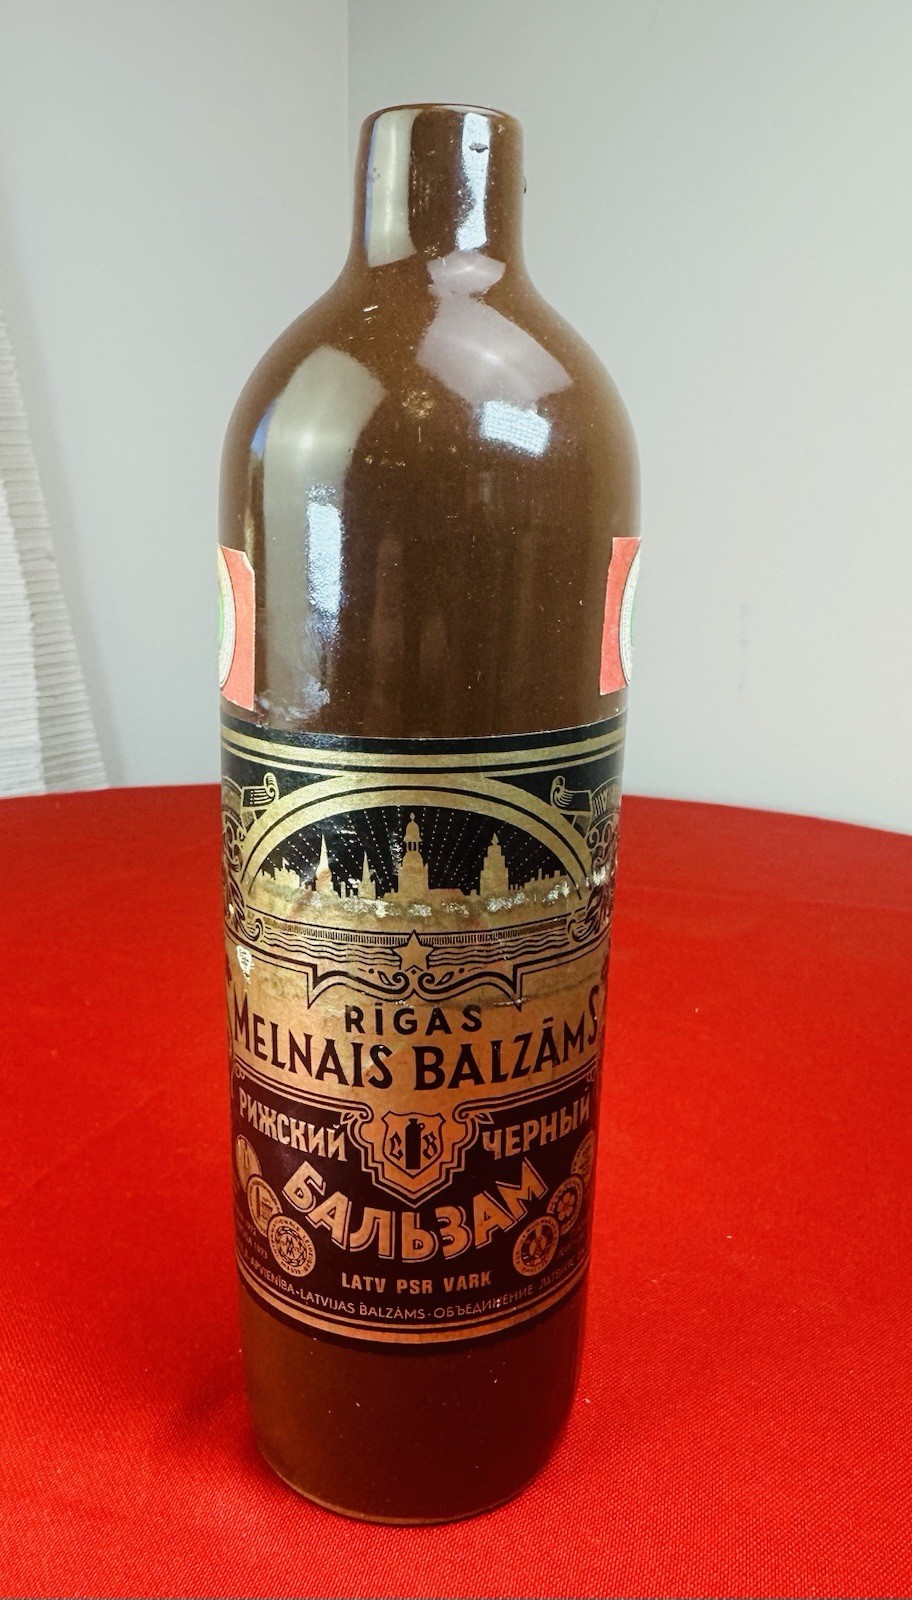 RĪGAS
MELNAIS BALZĀMS
РИЖСКИЙ ЧЕРНЫЙ
БАЛЬЗАМ
LATV PSR VARK
APVIENĪBA · LATVIJAS BALZĀMS · ОБЪЕДИНЕНИЕ